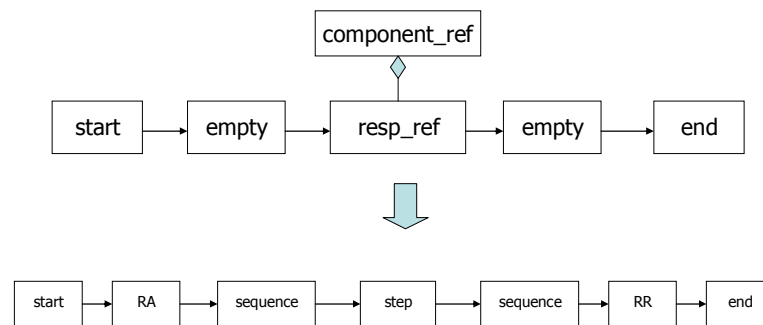 component_ref
start empty resp_ref empty end
start RA sequence step sequence RR end